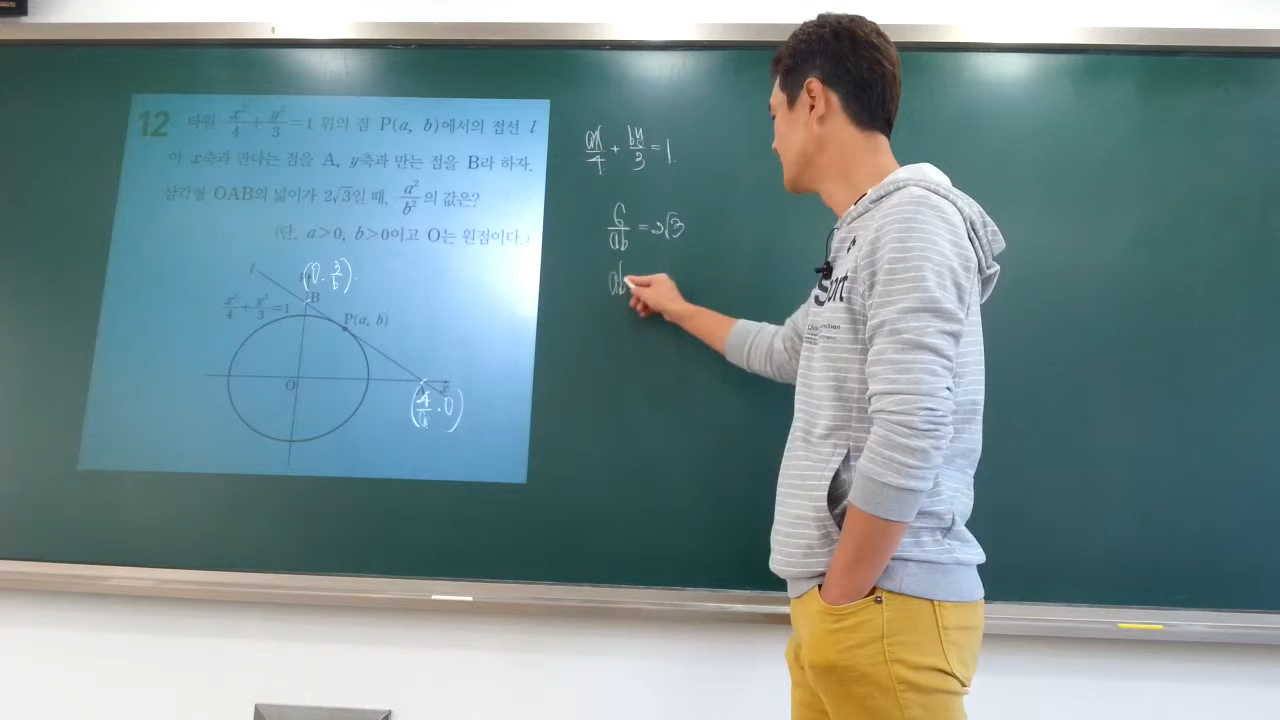 12 타원 x²/4 + y²/3 = 1 위의 점 P(a, b)에서의 접선 l
이 x축과 만나는 점을 A, y축과 만는 점을 B라 하자.
삼각형 OAB의 넓이가 2√3일 때, a²/b² 의 값은?
(단, a>0, b>0이고 O는 원점이다.)
l
(0, 3/b)
B
x²/4 + y²/3 = 1
P(a, b)
O
x
(4/a, 0)
ax/4 + by/3 = 1.
6/ab = 2√3
ab
port